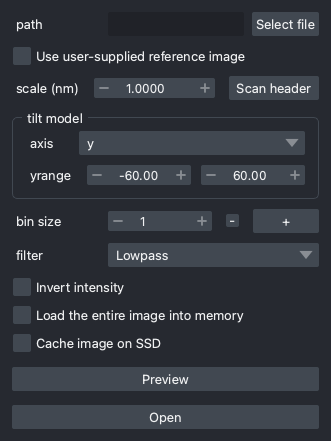 path Select file
Use user-supplied reference image
scale (nm) − 1.0000 + Scan header
tilt model
axis y
yrange − -60.00 + − 60.00 +
bin size − 1 + - +
filter Lowpass
Invert intensity
Load the entire image into memory
Cache image on SSD
Preview
Open